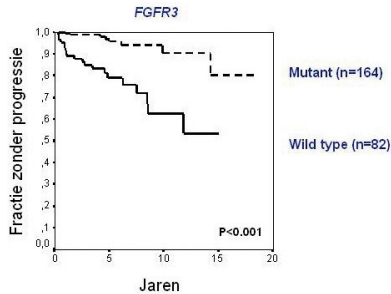 FGFR3
1,0
,9
,8
,7
,6
,5
,4
,3
,2
,1
0,0
Fractie zonder progressie
Mutant (n=164)
Wild type (n=82)
P<0.001
0 5 10 15 20
Jaren